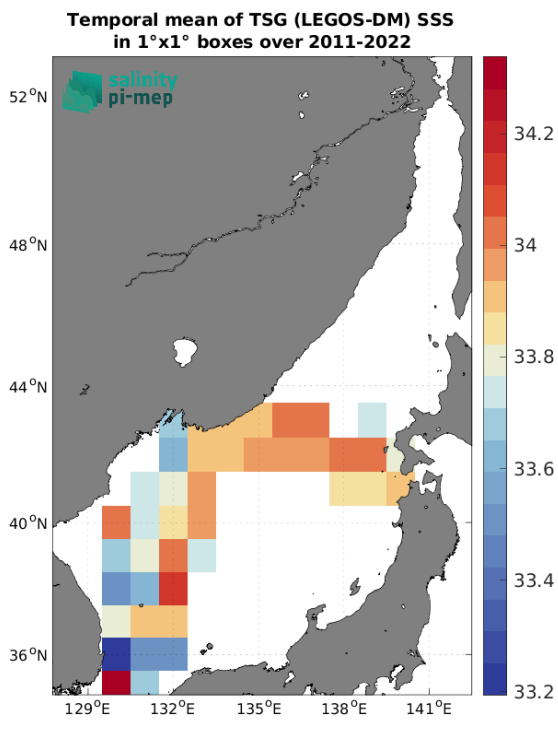 Temporal mean of TSG (LEGOS-DM) SSS
in 1°x1° boxes over 2011-2022
salinity
pi-mep
52°N
48°N
44°N
40°N
36°N
129°E 132°E 135°E 138°E 141°E
34.2
34
33.8
33.6
33.4
33.2